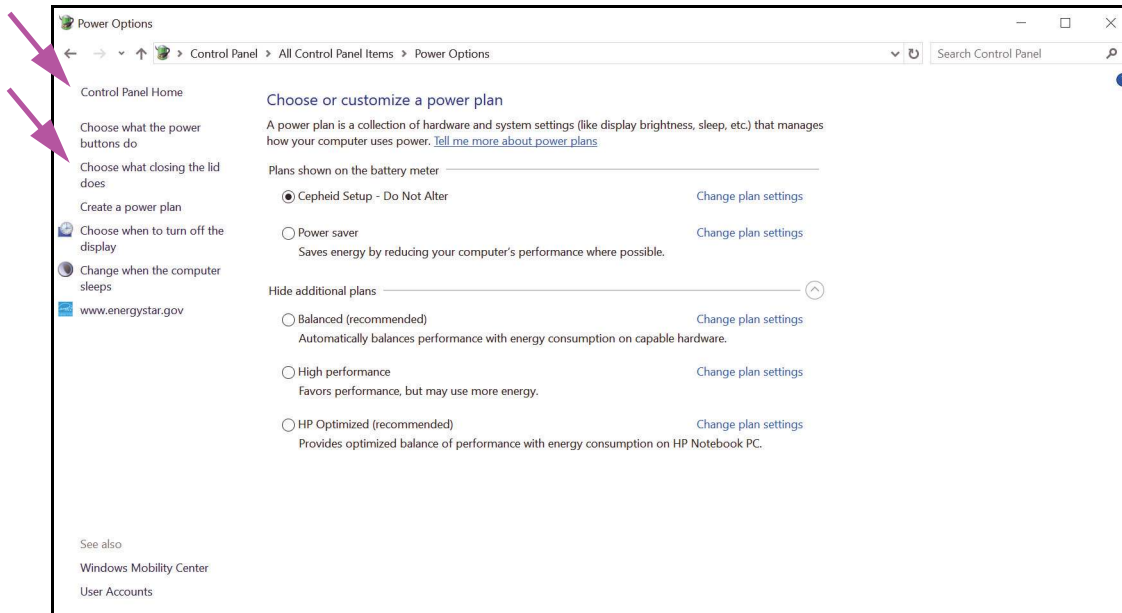 Power Options
Control Panel > All Control Panel Items > Power Options
Search Control Panel
Control Panel Home
Choose what the power
buttons do
Choose what closing the lid
does
Create a power plan
Choose when to turn off the
display
Change when the computer
sleeps
www.energystar.gov
Choose or customize a power plan
A power plan is a collection of hardware and system settings (like display brightness, sleep, etc.) that manages
how your computer uses power. Tell me more about power plans
Plans shown on the battery meter
Cepheid Setup - Do Not Alter Change plan settings
Power saver Change plan settings
Saves energy by reducing your computer's performance where possible.
Hide additional plans
Balanced (recommended) Change plan settings
Automatically balances performance with energy consumption on capable hardware.
High performance Change plan settings
Favors performance, but may use more energy.
HP Optimized (recommended) Change plan settings
Provides optimized balance of performance with energy consumption on HP Notebook PC.
See also
Windows Mobility Center
User Accounts